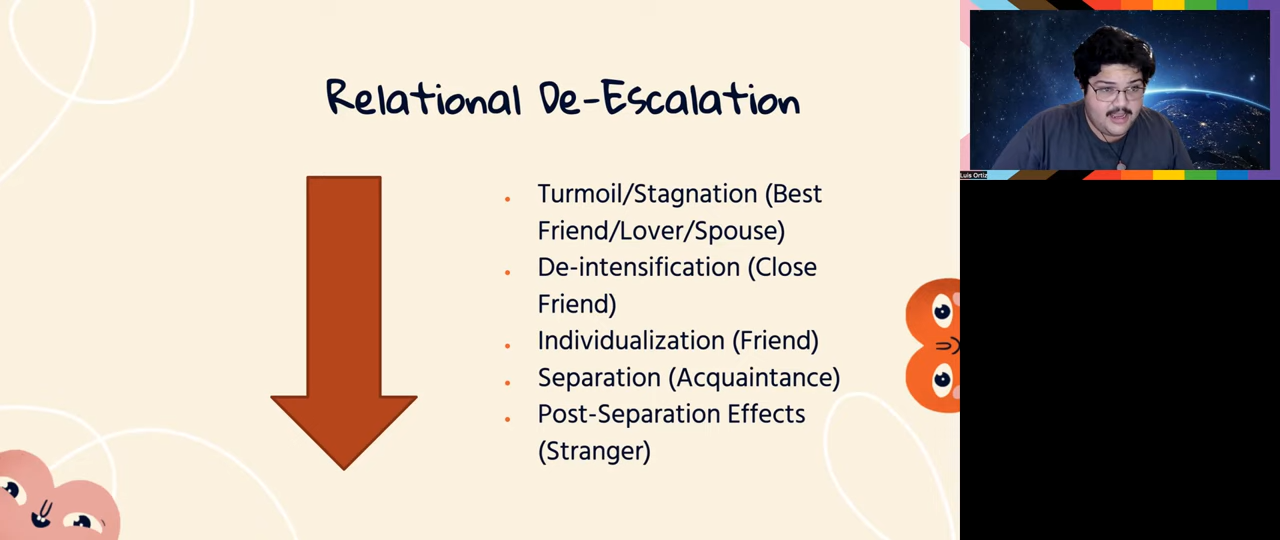 Relational De-Escalation
Turmoil/Stagnation (Best
Friend/Lover/Spouse)
De-intensification (Close
Friend)
Individualization (Friend)
Separation (Acquaintance)
Post-Separation Effects
(Stranger)
Luis Ortiz